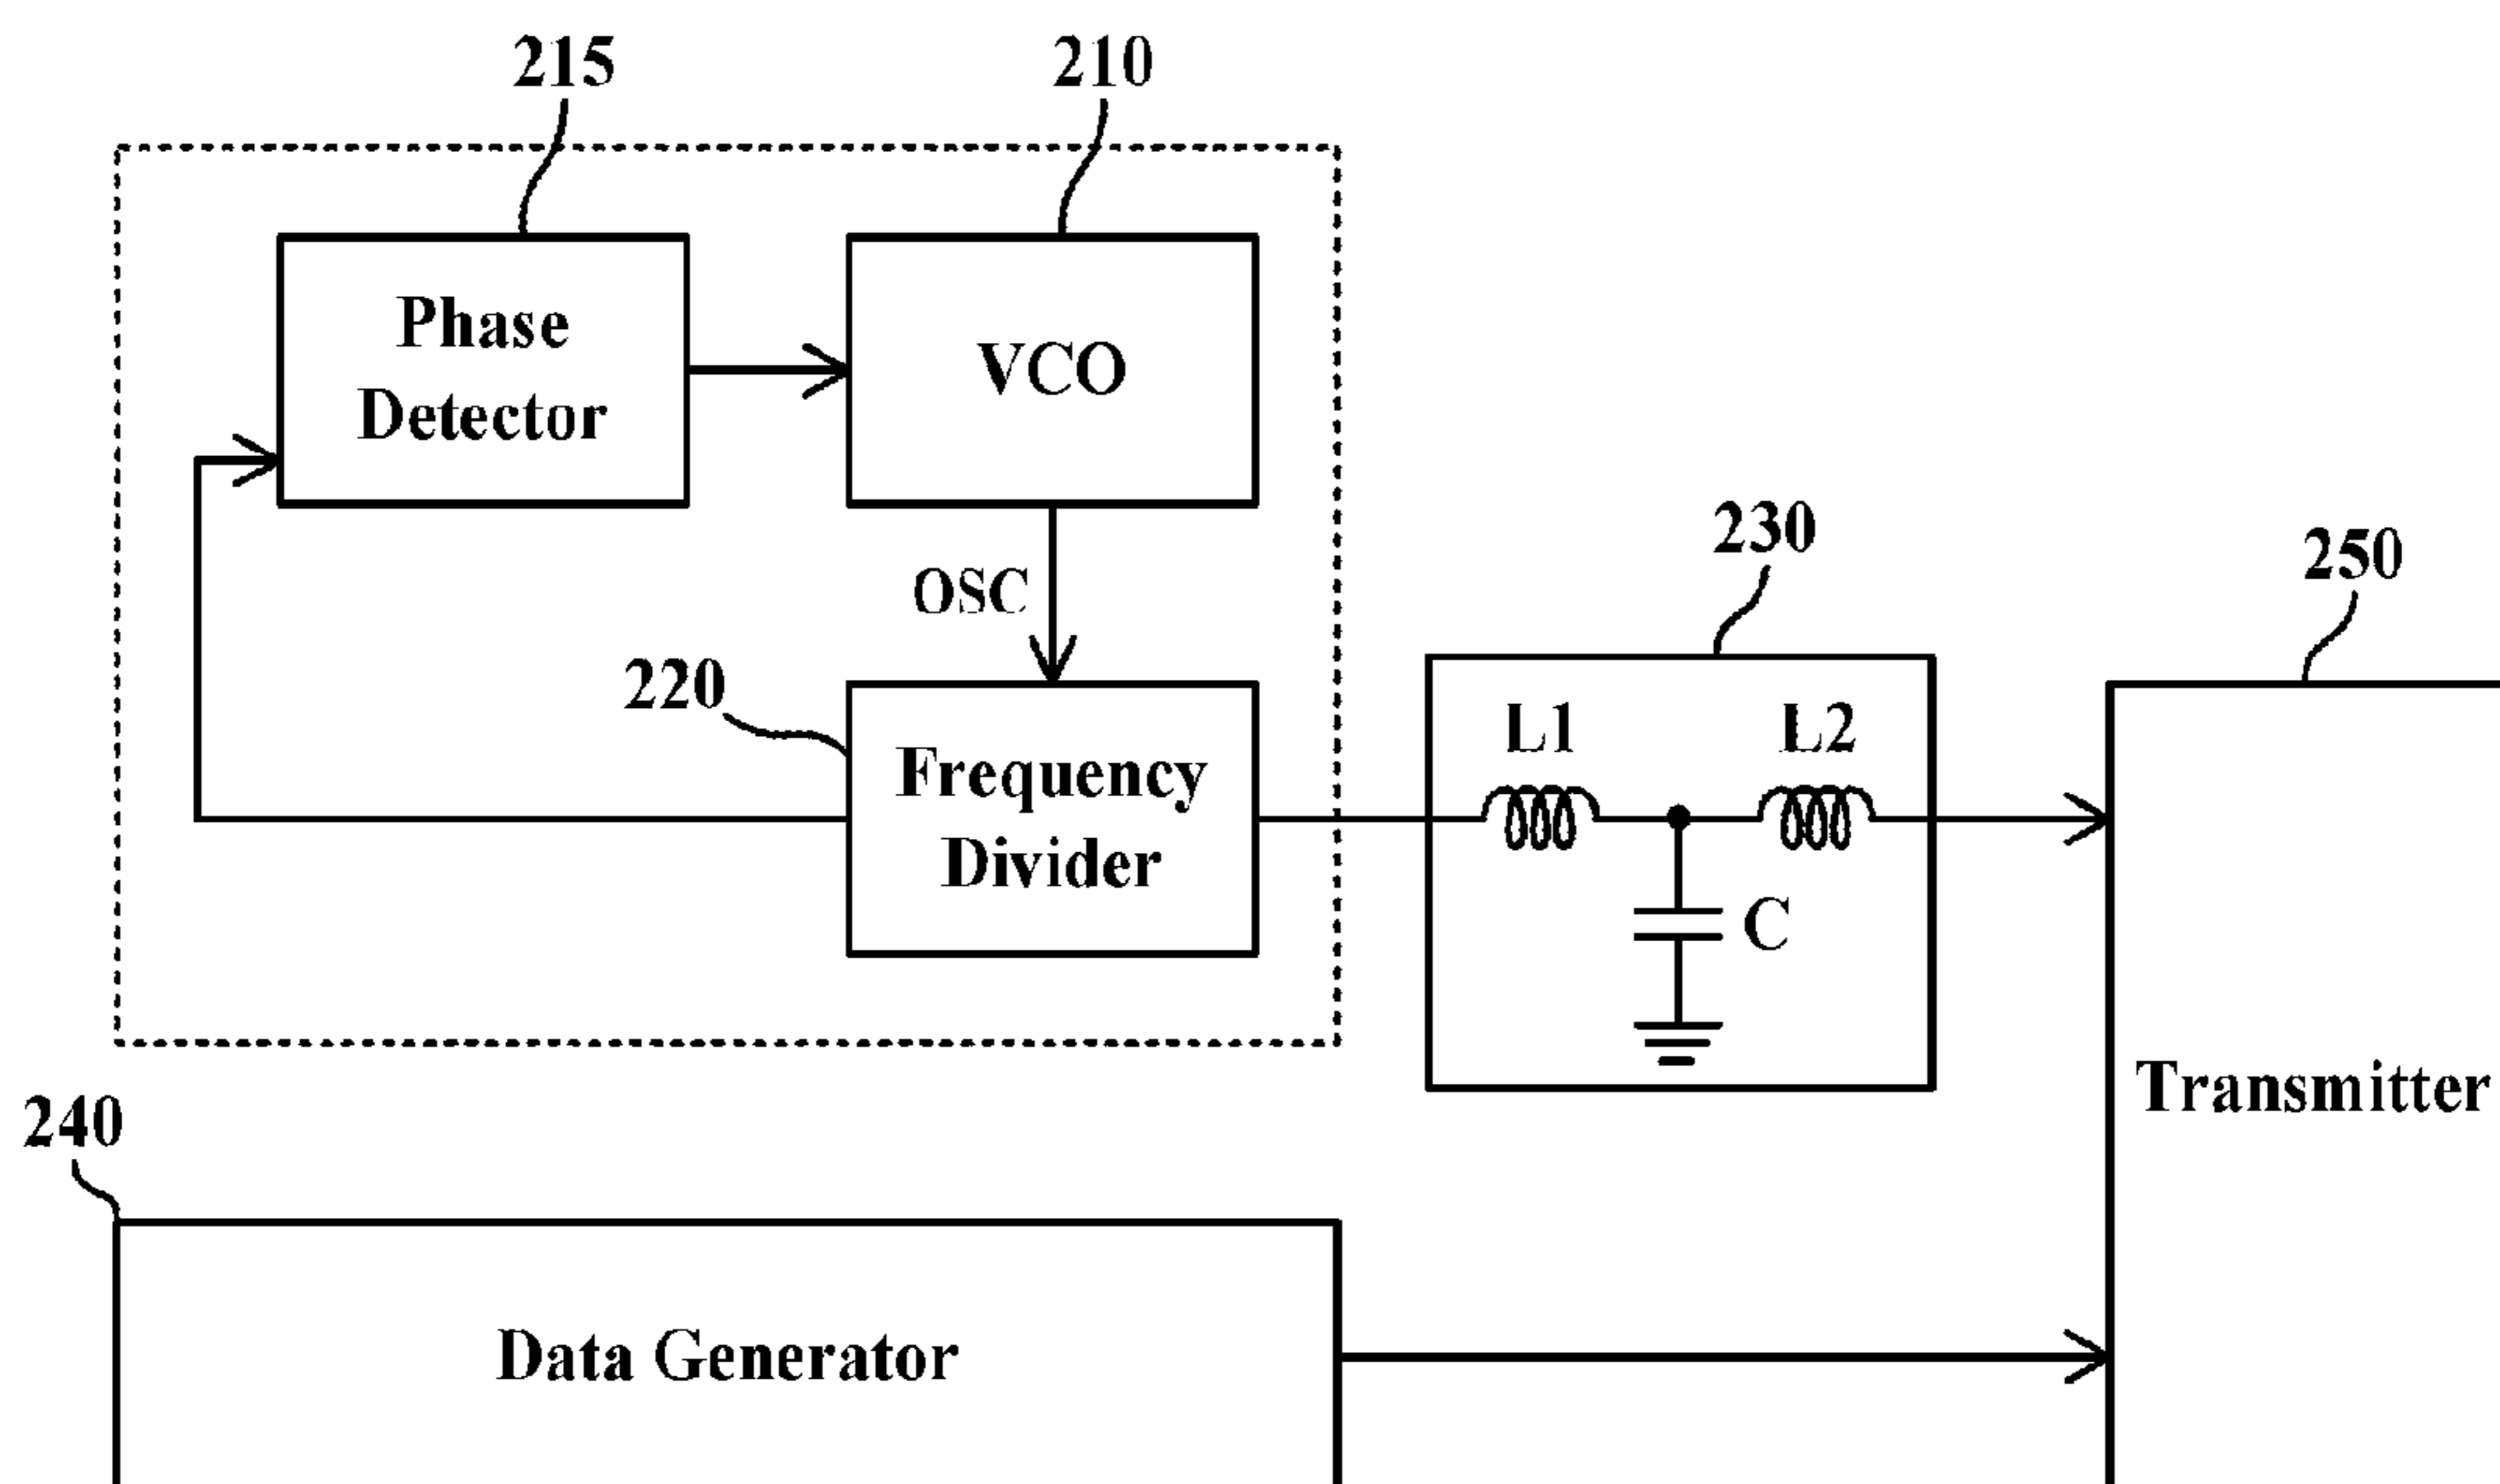 215
210
Phase
Detector
VCO
OSC
230
250
220
Frequency
Divider
L1
L2
C
Transmitter
240
Data Generator